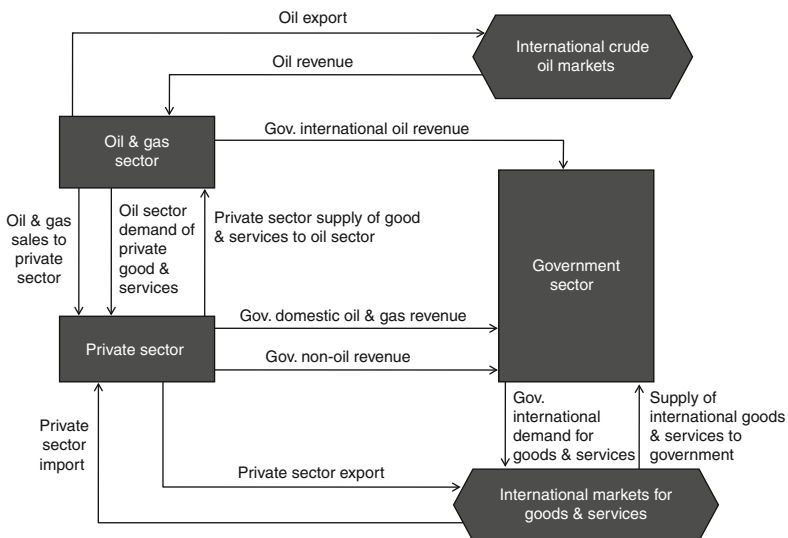 Oil export
International crude
oil markets
Oil revenue
Oil & gas
sector
Gov. international oil revenue
Oil & gas
sales to
private
sector
Oil sector
demand of
private
good &
services
Private sector supply of good
& services to oil sector
Government
sector
Private sector
Gov. domestic oil & gas revenue
Gov. non-oil revenue
Private
sector
import
Gov.
international
demand for
goods & services
Supply of
international goods
& services to
government
Private sector export
International markets for
goods & services